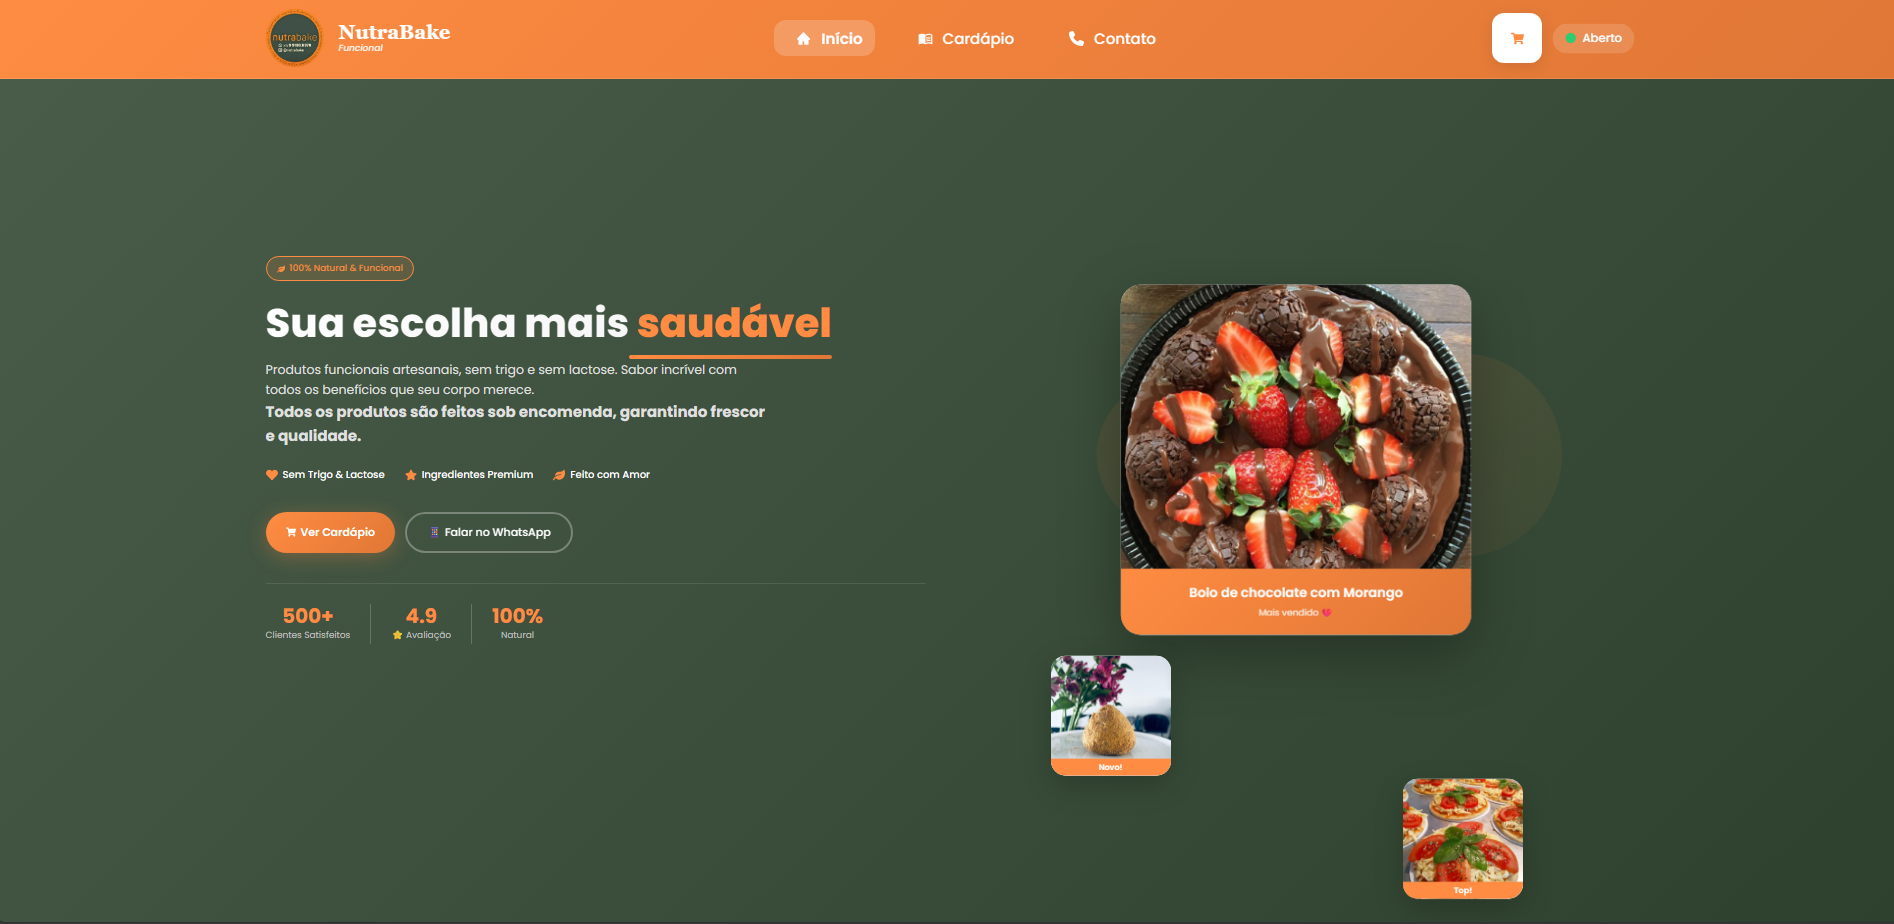 nutrabake
NutraBake
Funcional
Início
Cardápio
Contato
Aberto
100% Natural & Funcional
Sua escolha mais saudável
Produtos funcionais artesanais, sem trigo e sem lactose. Sabor incrível com
todos os benefícios que seu corpo merece.
Todos os produtos são feitos sob encomenda, garantindo frescor
e qualidade.
Sem Trigo & Lactose
Ingredientes Premium
Feito com Amor
Ver Cardápio
Falar no WhatsApp
500+
Clientes Satisfeitos
4.9
Avaliação
100%
Natural
Bolo de chocolate com Morango
Mais vendido
Novo!
Top!